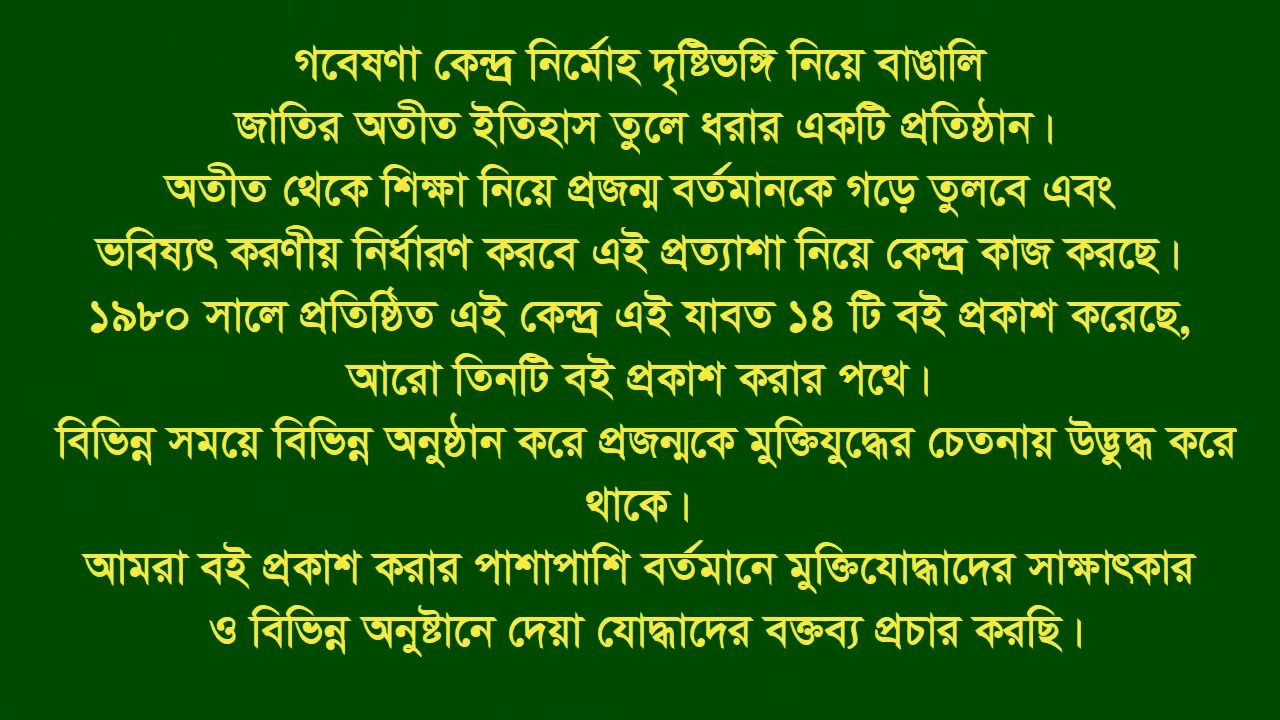 গবেষণা কেন্দ্র নির্মোহ দৃষ্টিভঙ্গি নিয়ে বাঙালি
জাতির অতীত ইতিহাস তুলে ধরার একটি প্রতিষ্ঠান।
অতীত থেকে শিক্ষা নিয়ে প্রজন্ম বর্তমানকে গড়ে তুলবে এবং
ভবিষ্যৎ করণীয় নির্ধারণ করবে এই প্রত্যাশা নিয়ে কেন্দ্র কাজ করছে।
১৯৮০ সালে প্রতিষ্ঠিত এই কেন্দ্র এই যাবত ১৪ টি বই প্রকাশ করেছে,
আরো তিনটি বই প্রকাশ করার পথে।
বিভিন্ন সময়ে বিভিন্ন অনুষ্ঠান করে প্রজন্মকে মুক্তিযুদ্ধের চেতনায় উদ্ভুদ্ধ করে
থাকে।
আমরা বই প্রকাশ করার পাশাপাশি বর্তমানে মুক্তিযোদ্ধাদের সাক্ষাৎকার
ও বিভিন্ন অনুষ্টানে দেয়া যোদ্ধাদের বক্তব্য প্রচার করছি।